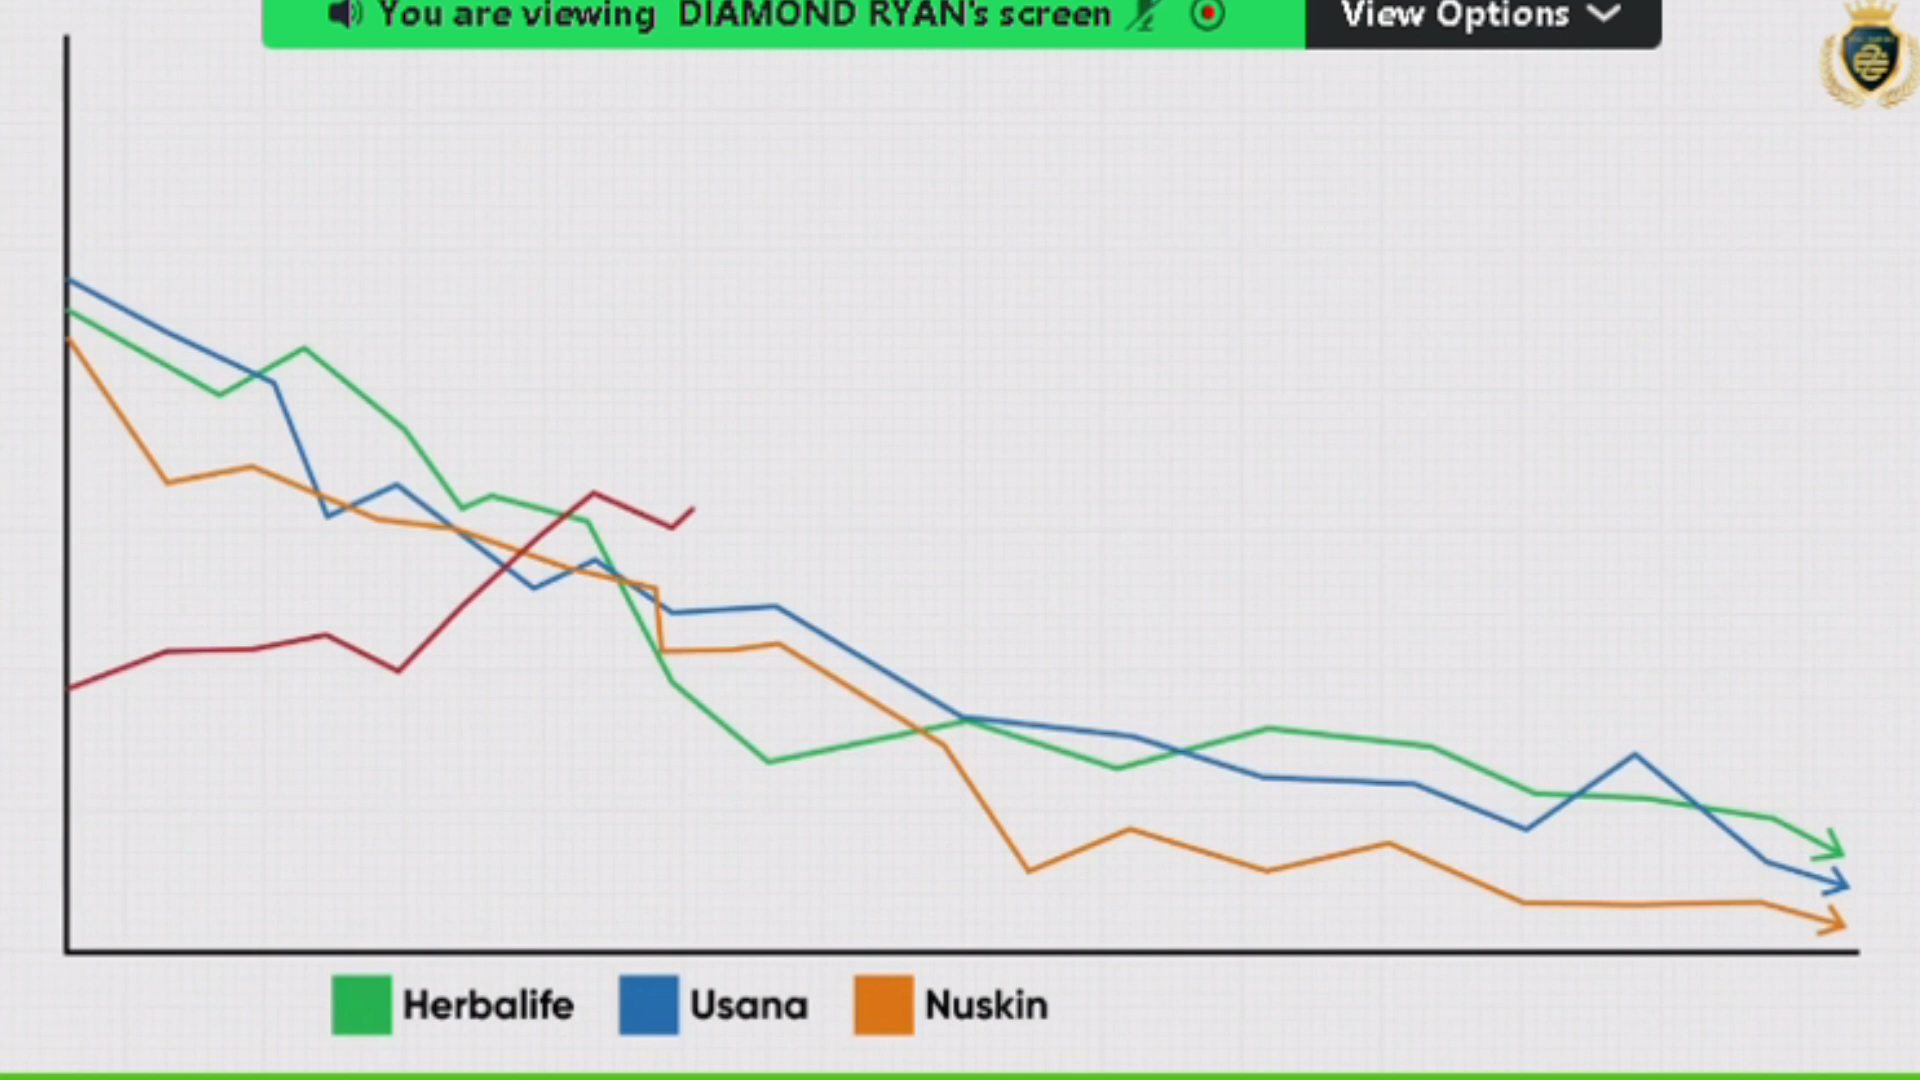 You are viewing DIAMOND RYAN's screen
View Options
Herbalife
Usana
Nuskin